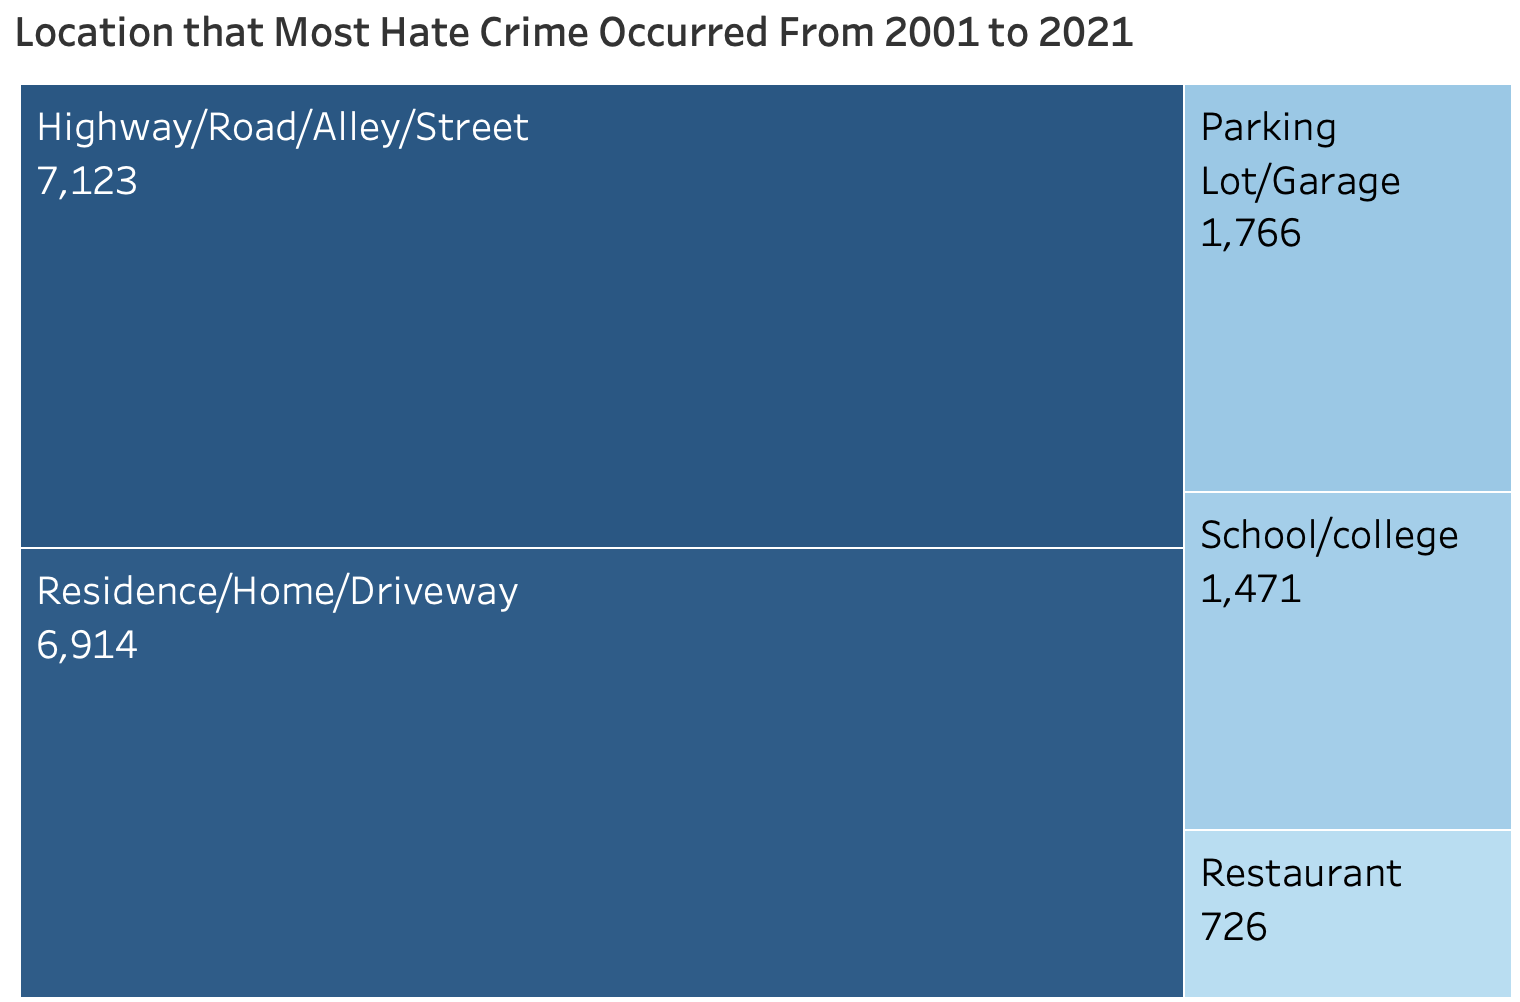 Location that Most Hate Crime Occurred From 2001 to 2021
Highway/Road/Alley/Street
7,123
Residence/Home/Driveway
6,914
Parking
Lot/Garage
1,766
School/college
1,471
Restaurant
726